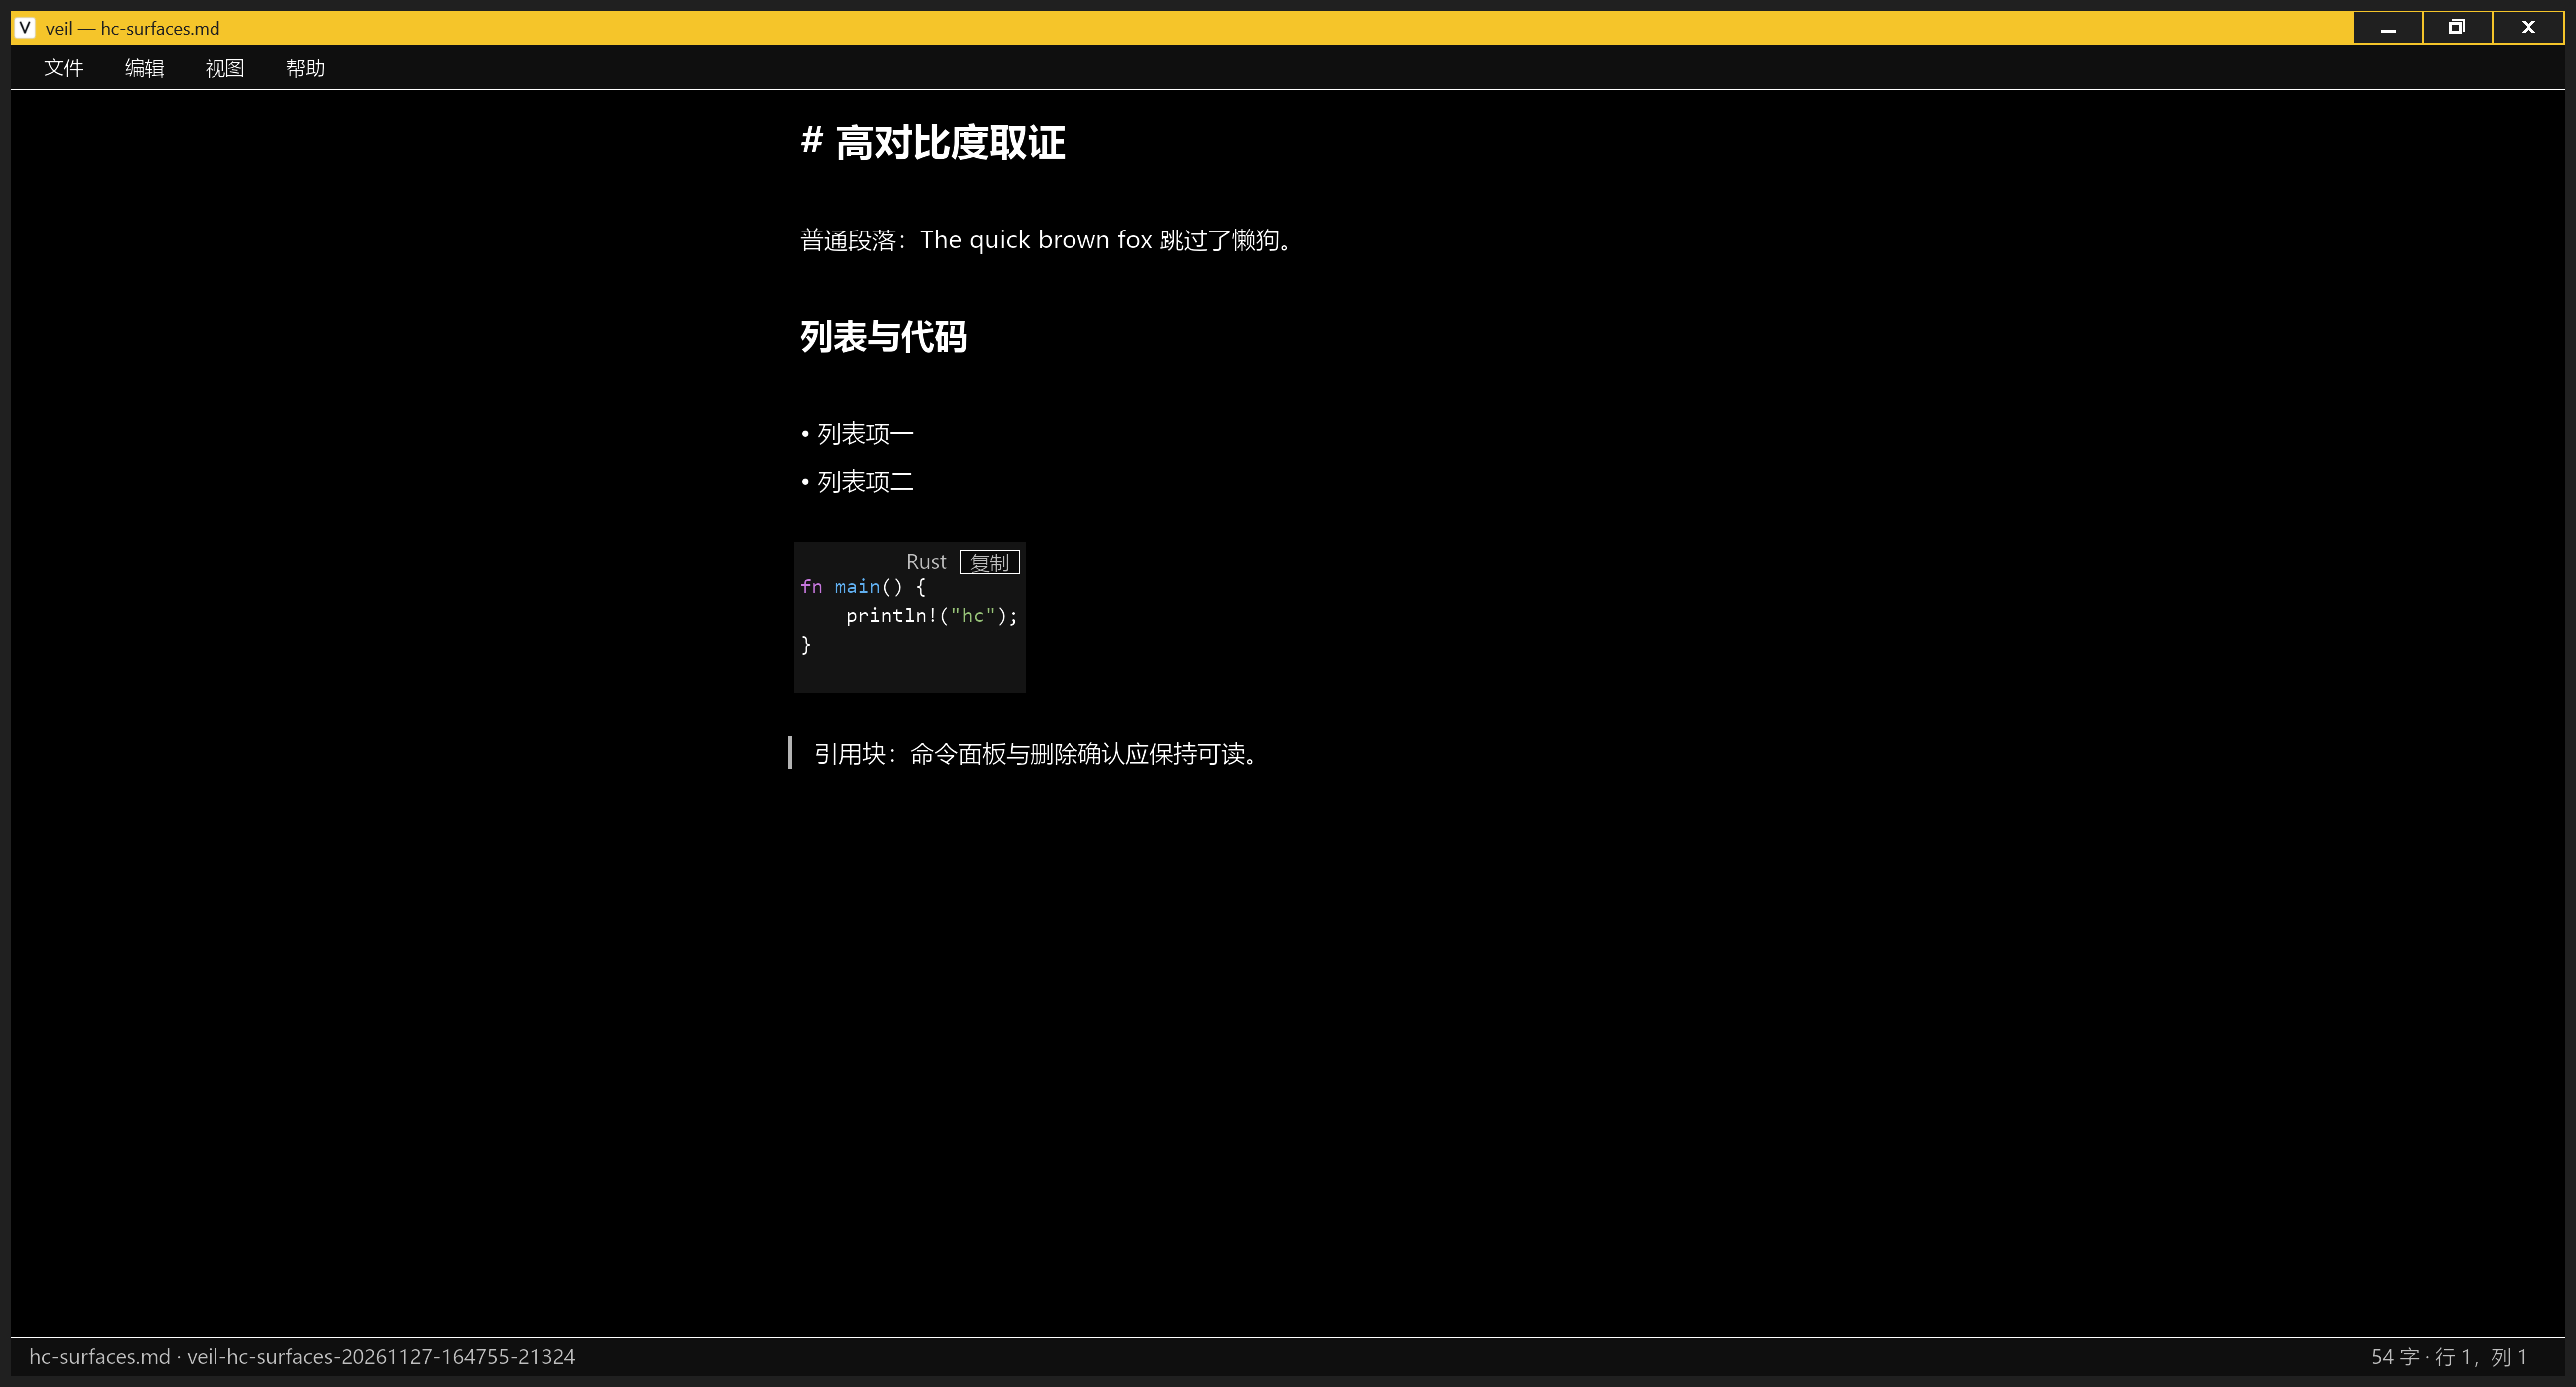 V veil — hc-surfaces.md
文件 编辑 视图 帮助
# 高对比度取证
普通段落：The quick brown fox 跳过了懒狗。
列表与代码
• 列表项一
• 列表项二
Rust 复制
fn main() {
    println!("hc");
}
引用块：命令面板与删除确认应保持可读。
hc-surfaces.md · veil-hc-surfaces-20261127-164755-21324
54 字 · 行 1，列 1